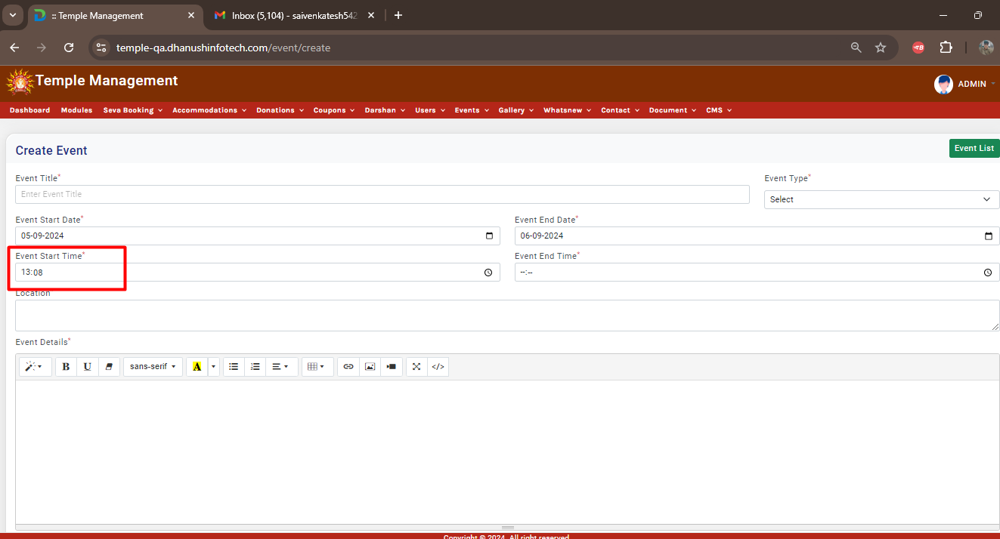 :: Temple Management
Inbox (5,104) - saivenkatesh542
temple-qa.dhanushinfotech.com/event/create
Temple Management
ADMIN
Dashboard Modules Seva Booking Accommodations Donations Coupons Darshan Users Events Gallery Whatsnew Contact Document CMS
Create Event
Event List
Event Title*
Event Type*
Enter Event Title
Select
Event Start Date*
Event End Date*
05-09-2024
06-09-2024
Event Start Time*
Event End Time*
13:08
--:--
Location
Event Details*
B U sans-serif A </>
Copyright © 2024. All right reserved